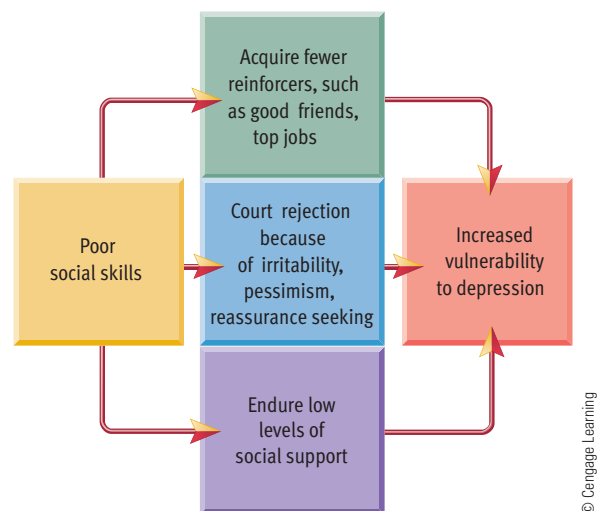 Acquire fewer
reinforcers, such
as good friends,
top jobs
Poor
social skills
Court rejection
because
of irritability,
pessimism,
reassurance seeking
Increased
vulnerability
to depression
Endure low
levels of
social support
© Cengage Learning